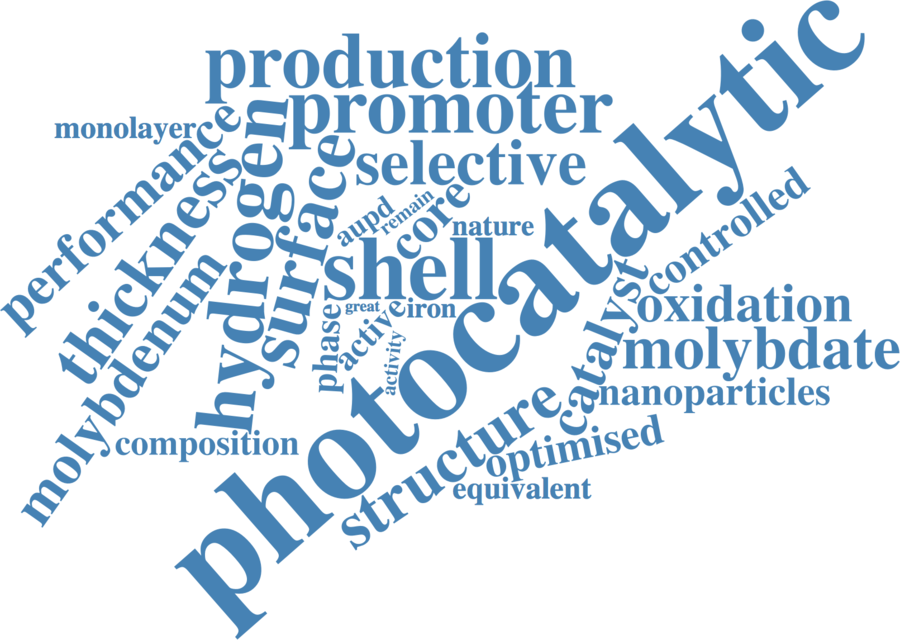 production
promoter
monolayer
performance
selective
thickness
hydrogen
surface
photocatalytic
controlled
remain
aupd
core
nature
shell
molybdenum
great
iron
oxidation
phase
active
activity
catalyst
molybdate
nanoparticles
structure
composition
optimised
equivalent